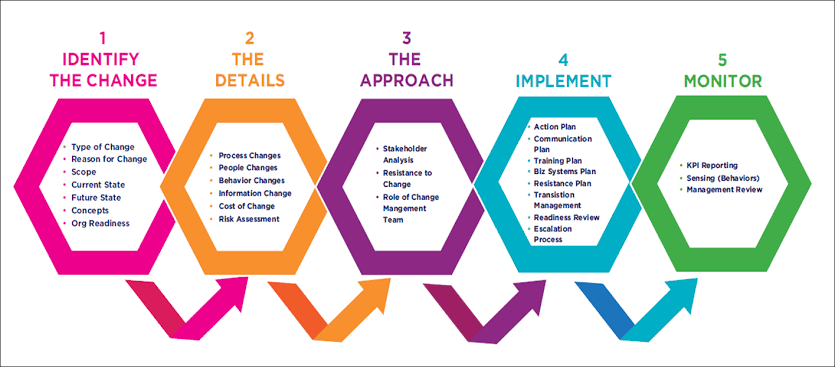 1
IDENTIFY
THE CHANGE
Type of Change
Reason for Change
Scope
Current State
Future State
Concepts
Org Readiness
2
THE
DETAILS
Process Changes
People Changes
Behavior Changes
Information Change
Cost of Change
Risk Assessment
3
THE
APPROACH
Stakeholder
Analysis
Resistance to
Change
Role of Change
Mangement
Team
4
IMPLEMENT
Action Plan
Communication
Plan
Training Plan
Biz Systems Plan
Resistance Plan
Transistion
Management
Readiness Review
Escalation
Process
5
MONITOR
KPI Reporting
Sensing (Behaviors)
Management Review